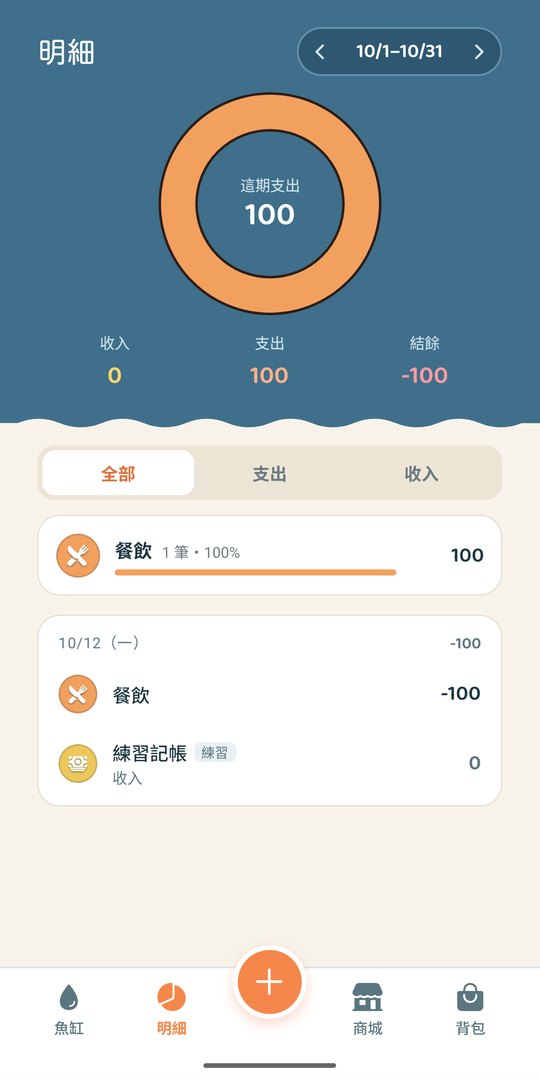 明細
10/1–10/31
這期支出
100
收入 支出 結餘
0 100 -100
全部 支出 收入
餐飲 1 筆・100% 100
10/12（一） -100
餐飲 -100
練習記帳 練習
收入 0
魚缸 明細 商城 背包